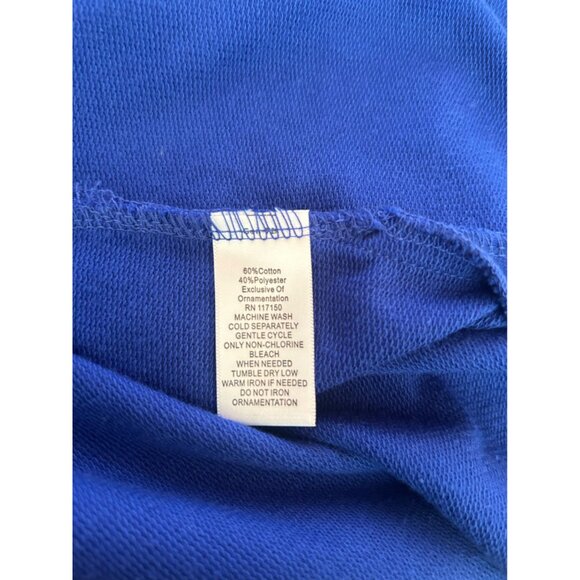 60%Cotton
40%Polyester
Exclusive Of
Ornamentation
RN 117150
MACHINE WASH
COLD SEPARATELY
GENTLE CYCLE
ONLY NON-CHLORINE
BLEACH
WHEN NEEDED
TUMBLE DRY LOW
WARM IRON IF NEEDED
DO NOT IRON
ORNAMENTATION